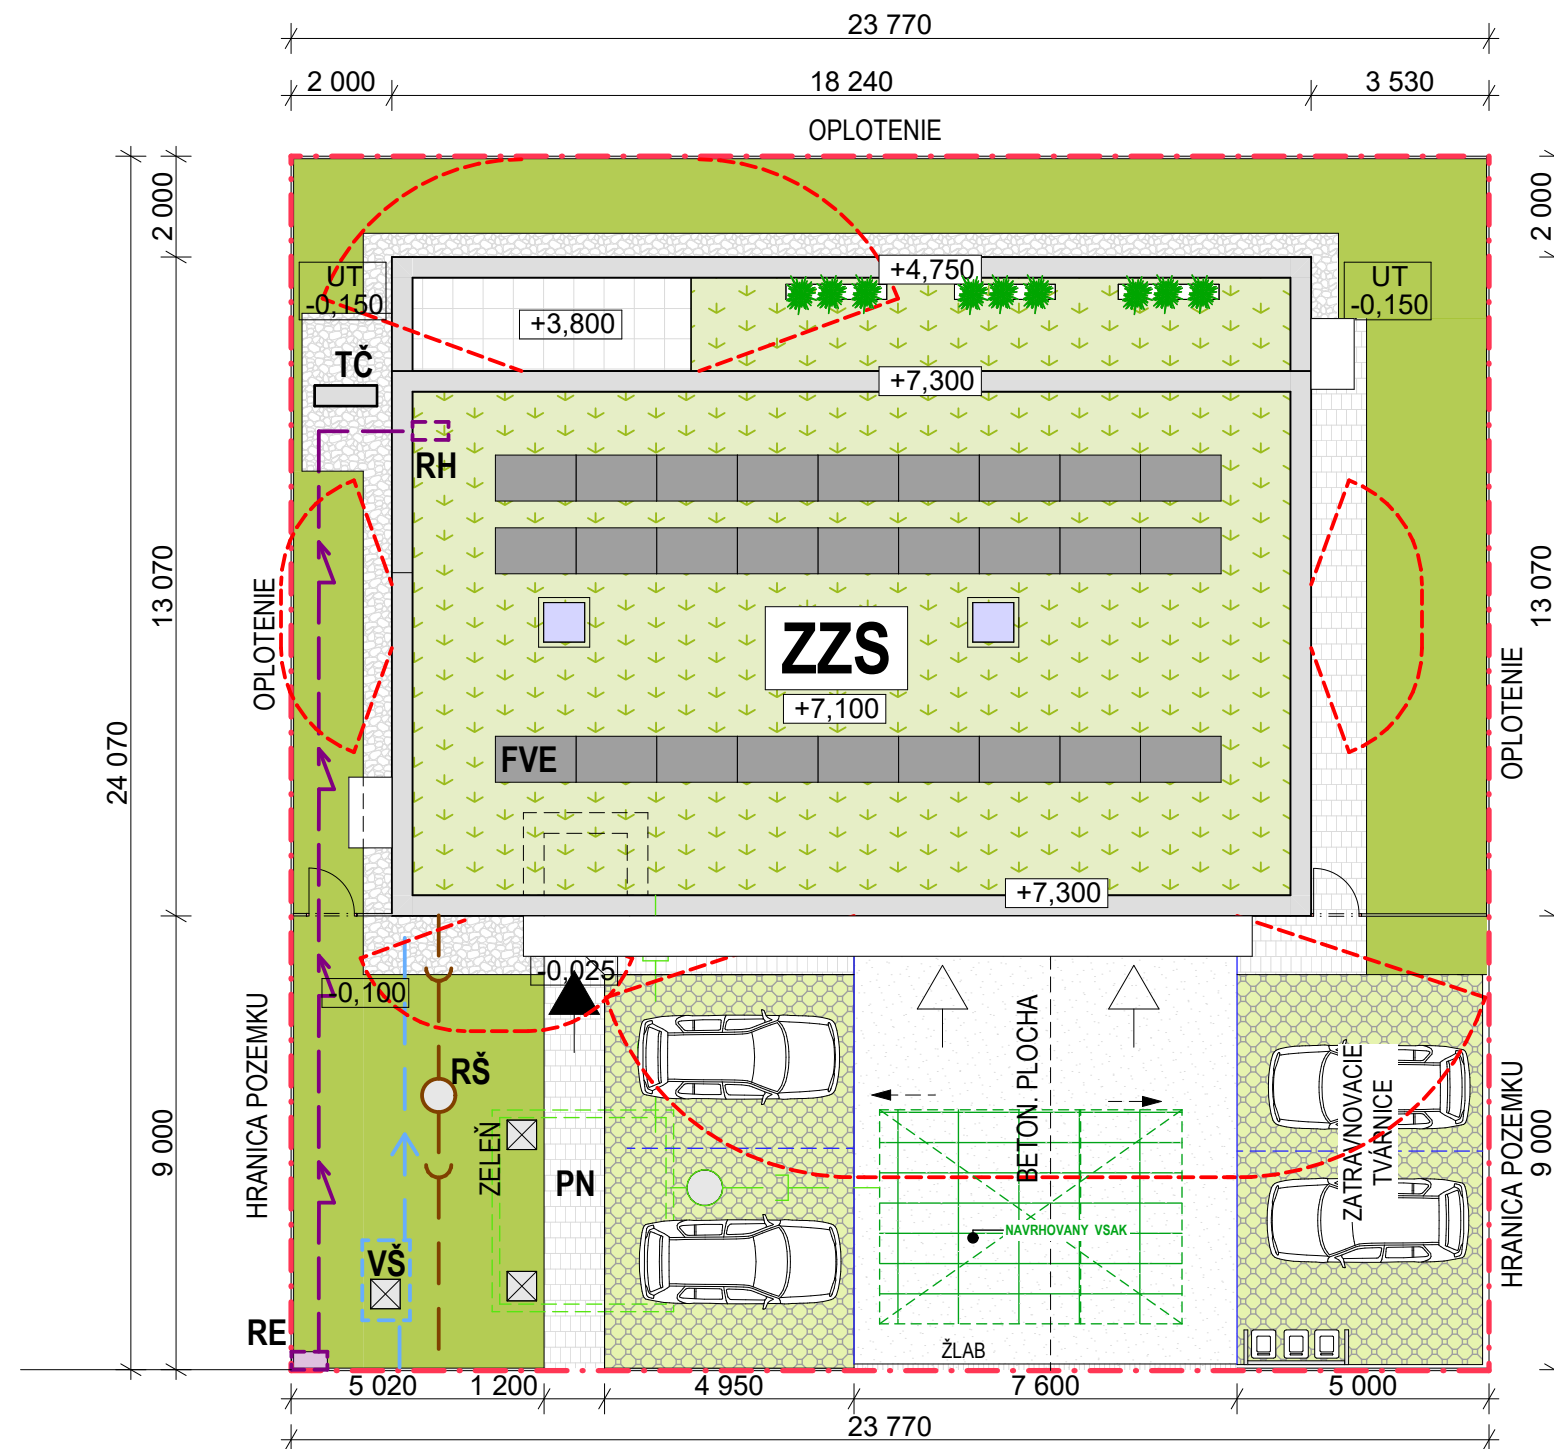 23 770
2 000
18 240
3 530
OPLOTENIE
2 000
2 000
UT
-0,150
+4,750
UT
-0,150
+3,800
TČ
+7,300
RH
13 070
13 070
OPLOTENIE
ZZS
OPLOTENIE
+7,100
24 070
FVE
+7,300
-0,025
-0,100
HRANICA POZEMKU
RŠ
BETON. PLOCHA
ZATRAVNOVACIE
TVÁRNICE
HRANICA POZEMKU
9 000
9 000
ZELEŇ
PN
NAVRHOVANY VSAK
VŠ
RE
ŽLAB
5 020
1 200
4 950
7 600
5 000
23 770